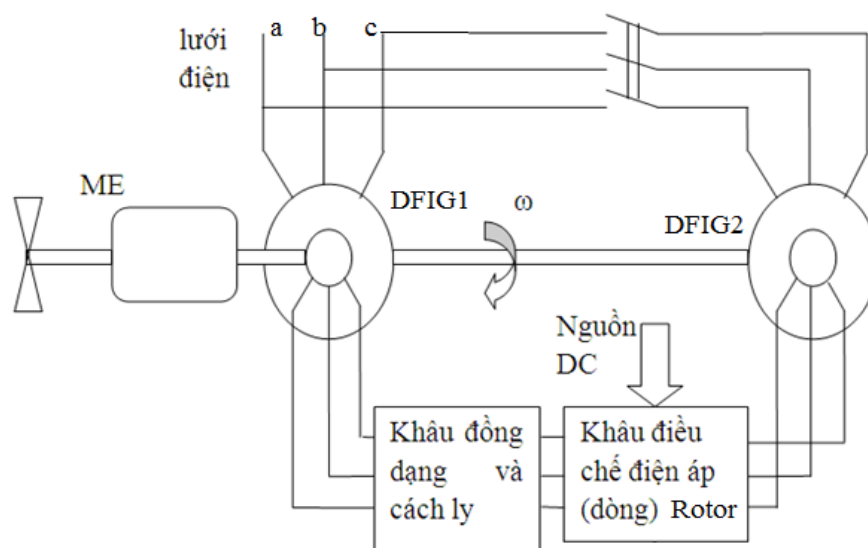 lưới
điện
a b c
ME
DFIG1
ω
DFIG2
Nguồn
DC
Khâu đồng
dạng và
cách ly
Khâu điều
chế điện áp
(dòng) Rotor